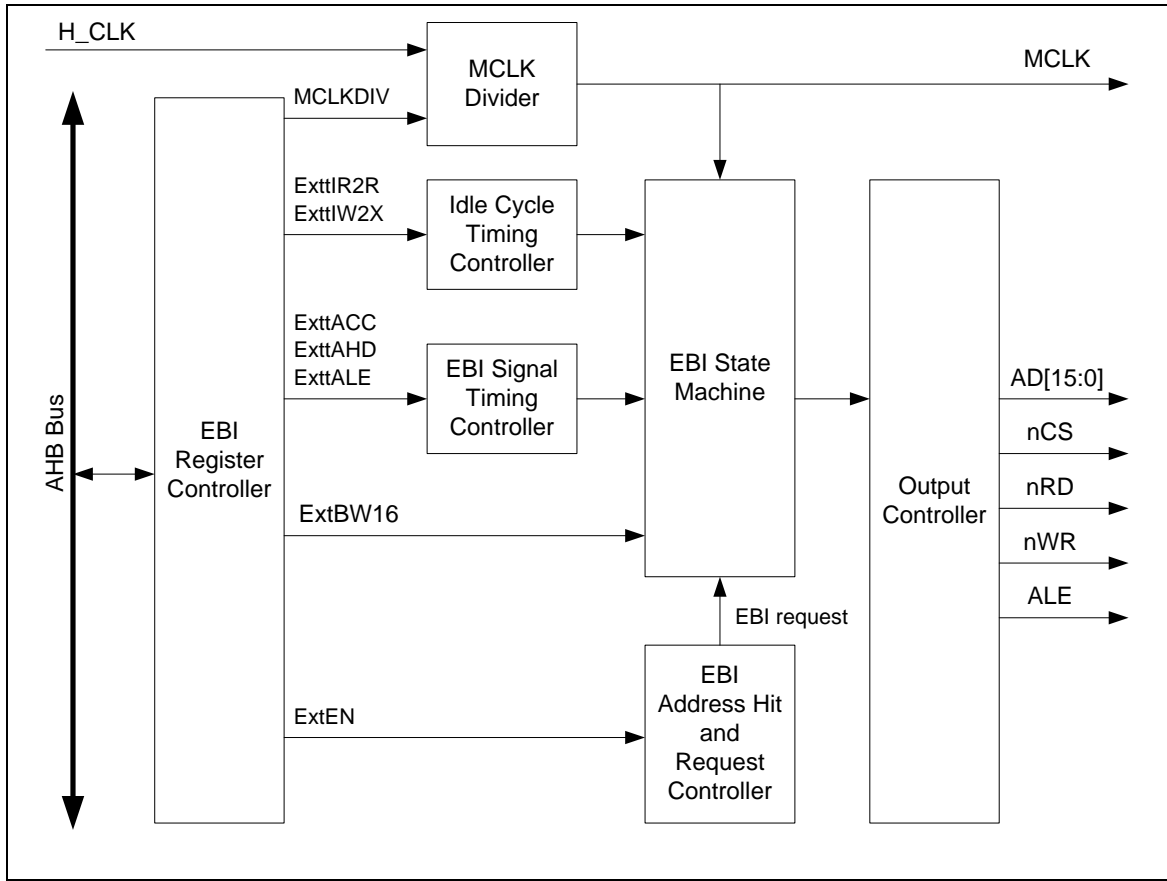 H_CLK
MCLK
Divider
MCLK
MCLKDIV
ExttIR2R
ExttIW2X
Idle Cycle
Timing
Controller
ExttACC
ExttAHD
ExttALE
EBI Signal
Timing
Controller
EBI State
Machine
AD[15:0]
nCS
nRD
nWR
ALE
AHB Bus
EBI
Register
Controller
Output
Controller
ExtBW16
EBI request
ExtEN
EBI
Address Hit
and
Request
Controller